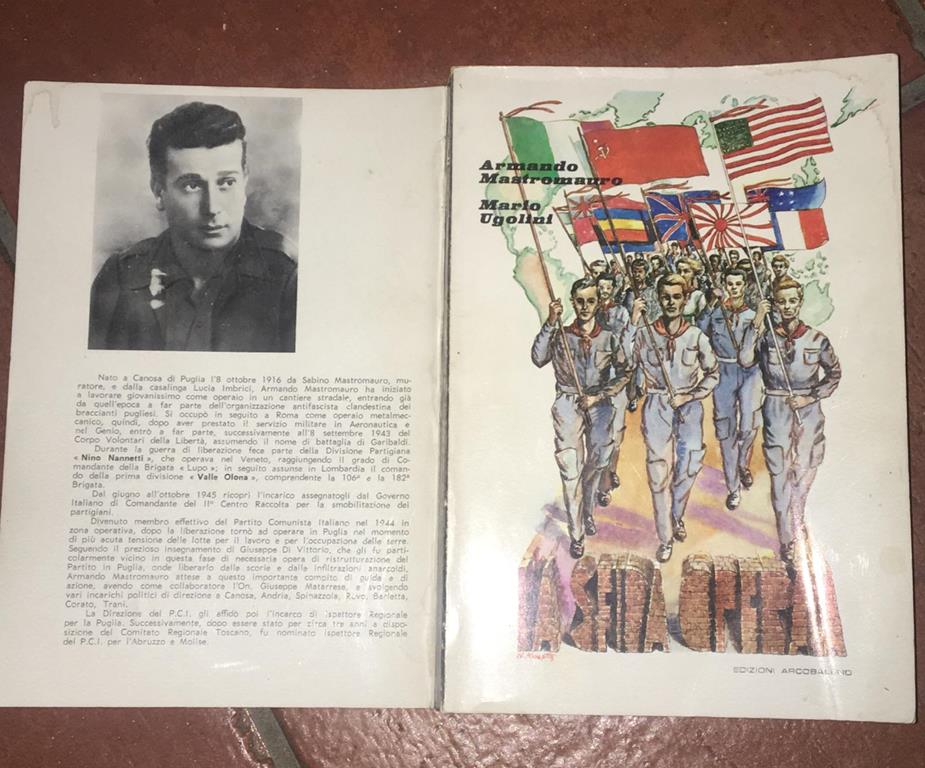 Nato a Canosa di Puglia l'8 ottobre 1916 da Sabino Mastromauro, mu-
ratore, e dalla casalinga Lucia Imbrici, Armando Mastromauro ha iniziato
a lavorare giovanissimo come operaio in un cantiere stradale, entrando già
da quell'epoca a far parte dell'organizzazione antifascista clandestina dei
braccianti pugliesi. Si occupò in seguito a Roma come operaio metalmec-
canico, quindi, dopo aver prestato il servizio militare in Aeronautica e
nel Genio, entrò a far parte, successivamente all'8 settembre 1943 del
Corpo Volontari della Libertà, assumendo il nome di battaglia di Garibaldi.
Durante la guerra di liberazione fece parte della Divisione Partigiana
« Nino Nannetti », che operava nel Veneto, raggiungendo il grado di Co-
mandante della Brigata « Lupo »; in seguito assunse in Lombardia il coman-
do della prima divisione « Valle Olona », comprendente la 106ª e la 182ª
Brigata.
Dal giugno all'ottobre 1945 ricoprì l'incarico assegnatogli dal Governo
Italiano di Comandante del IIº Centro Raccolta per la smobilitazione dei
partigiani.
Divenuto membro effettivo del Partito Comunista Italiano nel 1944 in
zona operativa, dopo la liberazione tornò ad operare in Puglia nel momento
di più acuta tensione delle lotte per il lavoro e per l'occupazione delle terre.
Seguendo il prezioso insegnamento di Giuseppe Di Vittorio, che gli fu parti-
colarmente vicino in questa fase di necessaria opera di ristrutturazione del
Partito in Puglia, onde liberarlo dalle scorie e dalla infiltrazioni anarcoidi,
Armando Mastromauro attese a questo importante compito di guida e di
azione, avendo come collaboratore l'On. Giuseppe Matarrese, e svolgendo
vari incarichi politici di direzione a Canosa, Andria, Spinazzola, Ruvo, Barletta,
Corato, Trani.
La Direzione del P.C.I. gli affidò poi l'incarco di Ispettore Regionale
per la Puglia. Successivamente, dopo essere stato per circa tre anni a dispo-
sizione del Comitato Regionale Toscano, fu nominato ispettore Regionale
del P.C.I. per l'Abruzzo e Molise.
Armando
Mastromauro
Mario
Ugolini
EDIZIONI ARCOBALENO